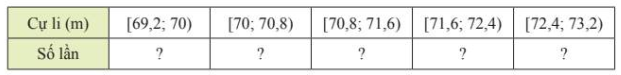 Cự li (m) [69,2; 70) [70; 70,8) [70,8; 71,6) [71,6; 72,4) [72,4; 73,2)
Số lần ? ? ? ? ?